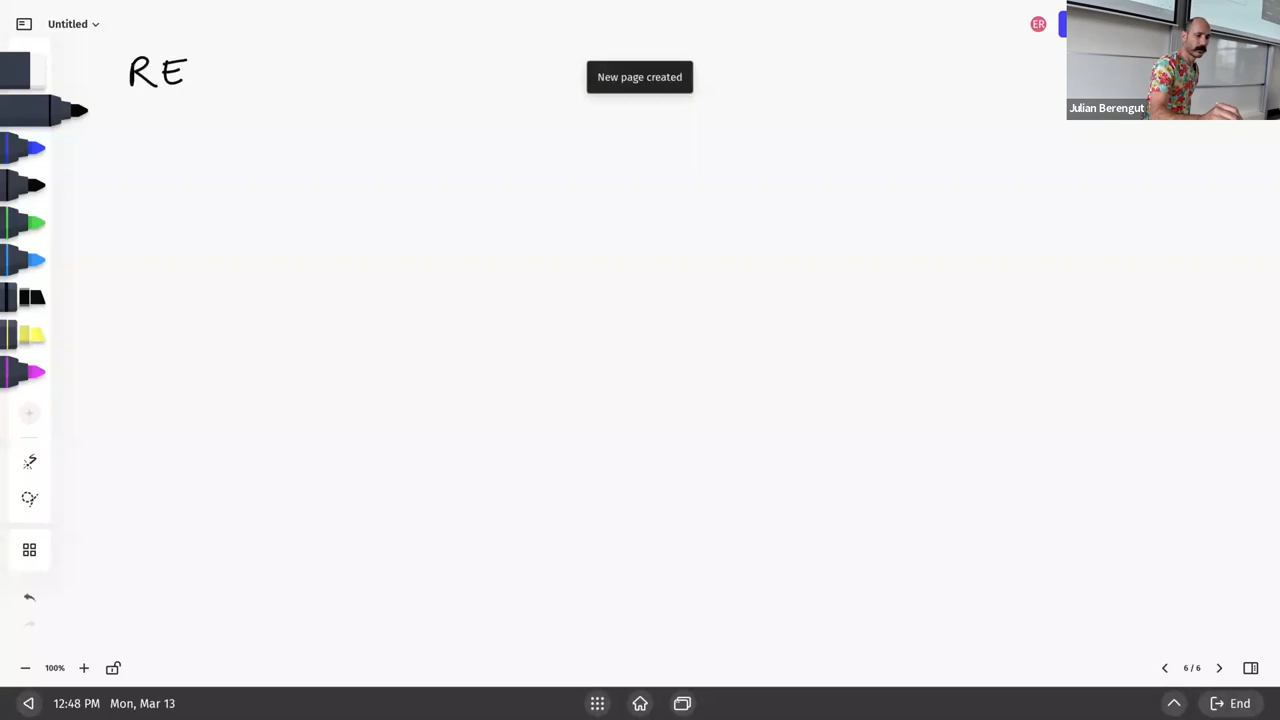 Untitled
ER
Julian Berengut
RE
New page created
100%
6 / 6
12:48 PM Mon, Mar 13
End